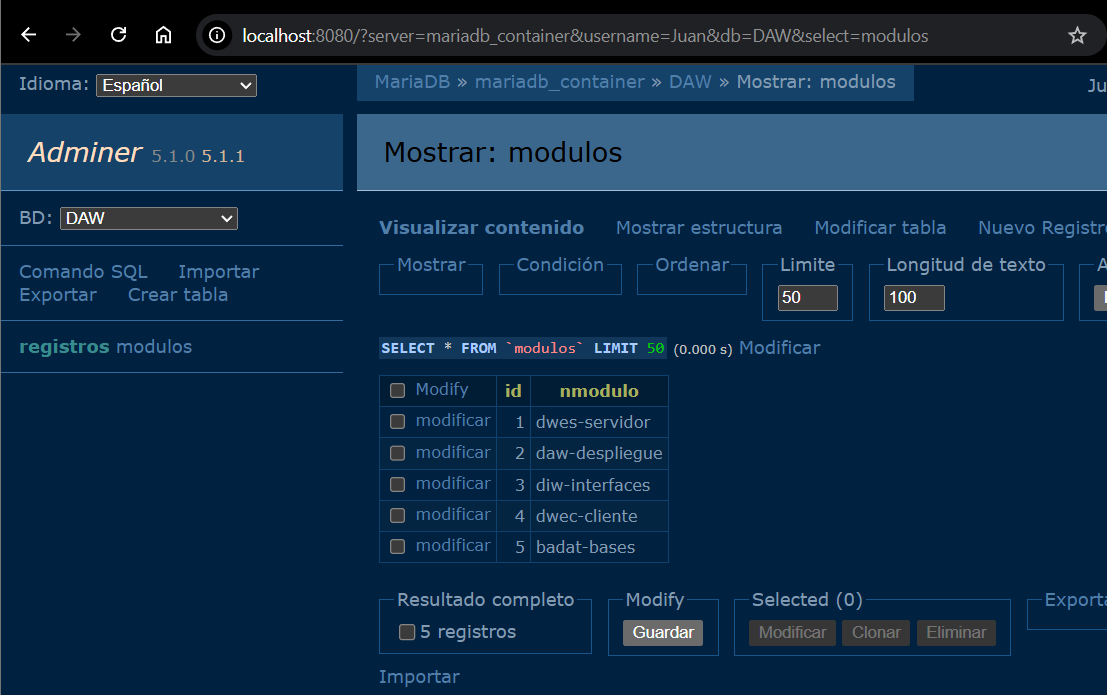 localhost:8080/?server=mariadb_container&username=Juan&db=DAW&select=modulos
Idioma: Español
MariaDB » mariadb_container » DAW » Mostrar: modulos
Ju
Adminer 5.1.0 5.1.1
Mostrar: modulos
BD: DAW
Visualizar contenido Mostrar estructura Modificar tabla Nuevo Registro
Comando SQL Importar
Exportar Crear tabla
registros modulos
Mostrar Condición Ordenar Limite Longitud de texto A
50 100
SELECT * FROM `modulos` LIMIT 50 (0.000 s) Modificar
Modify id nmodulo
modificar 1 dwes-servidor
modificar 2 daw-despliegue
modificar 3 diw-interfaces
modificar 4 dwec-cliente
modificar 5 badat-bases
Resultado completo Modify Selected (0) Exporta
5 registros Guardar Modificar Clonar Eliminar
Importar